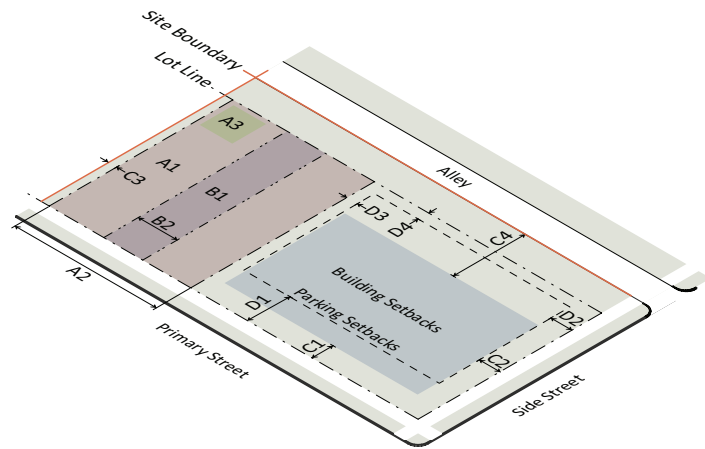 Site Boundary
Lot Line
A3
A1
C3
B1
B2
A2
Alley
D3
D4
C4
Building Setbacks
Parking Setbacks
D1
D2
C1
C2
Primary Street
Side Street